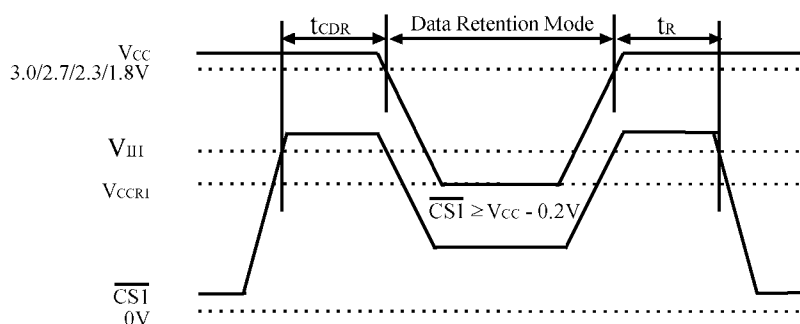 tCDR
Data Retention Mode
tR
VCC
3.0/2.7/2.3/1.8V
VIH
VCCR1
CS1 ≥ VCC - 0.2V
CS1
0V